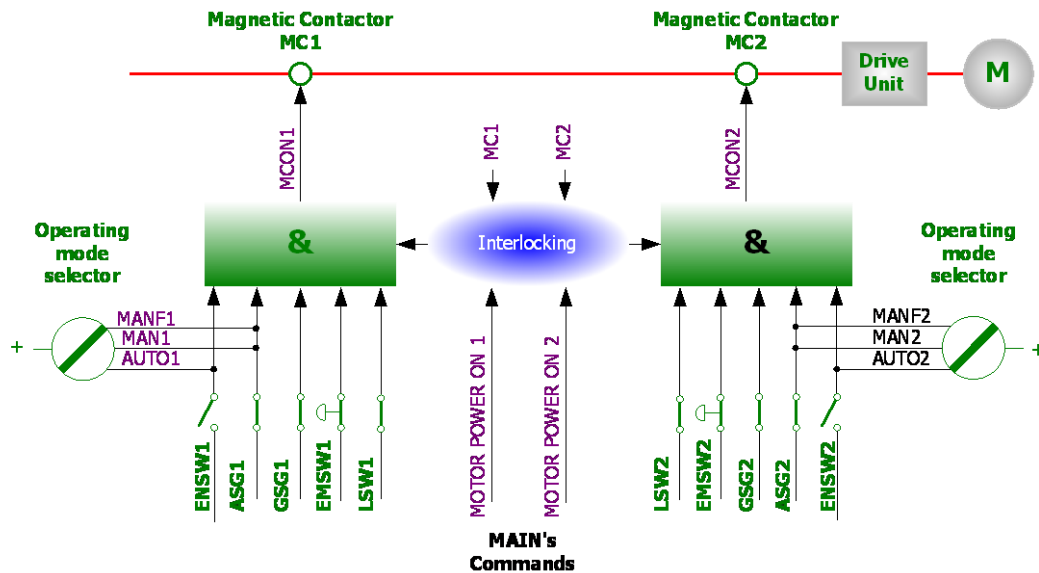 Magnetic Contactor
MC1
Magnetic Contactor
MC2
Drive
Unit
M
MCON1
MC1
MC2
MCON2
Operating
mode
selector
&
Interlocking
&
Operating
mode
selector
+
MANF1
MAN1
AUTO1
MANF2
MAN2
AUTO2
+
ENSW1
ASG1
GSG1
EMSW1
LSW1
MOTOR POWER ON 1
MOTOR POWER ON 2
LSW2
EMSW2
GSG2
ASG2
ENSW2
MAIN's
Commands